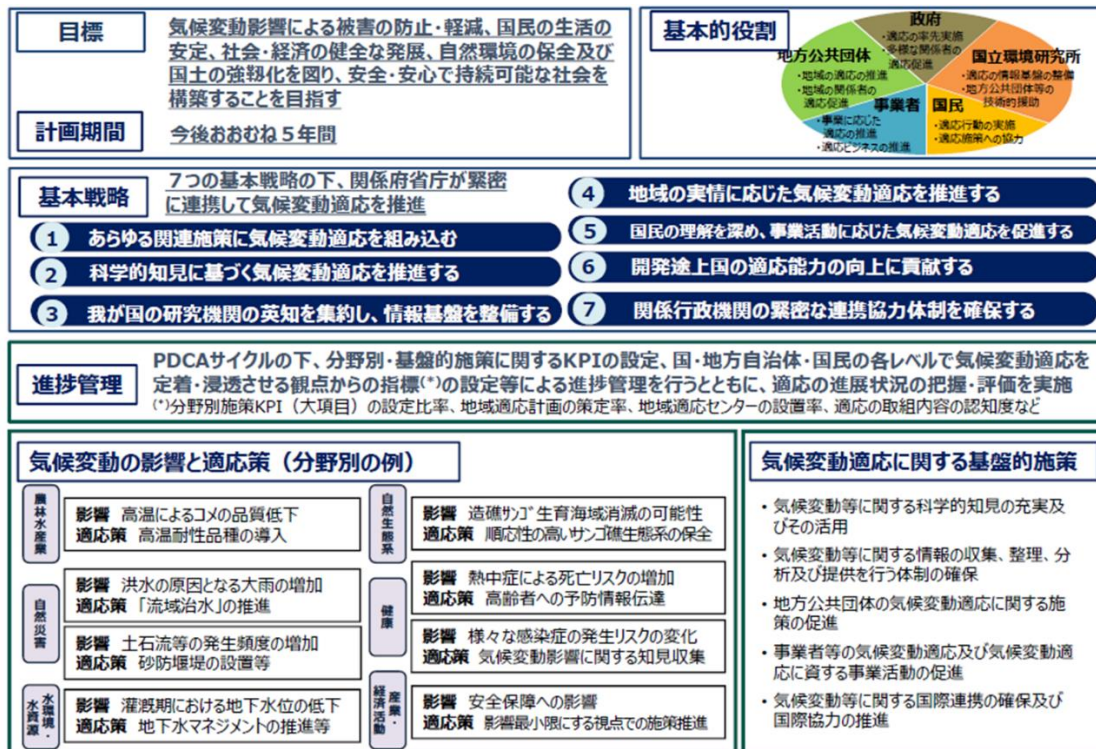 目標
気候変動影響による被害の防止・軽減、国民の生活の
安定、社会・経済の健全な発展、自然環境の保全及び
国土の強靱化を図り、安全・安心で持続可能な社会を
構築することを目指す
計画期間
今後おおむね５年間
基本的役割
政府
・適応の率先実施
・多様な関係者の
適応促進
地方公共団体
・地域の適応の推進
・地域の関係者の
適応促進
国立環境研究所
・適応の情報基盤の整備
・地方公共団体等の
技術的援助
事業者
・事業に応じた
適応の推進
・適応ビジネスの推進
国民
・適応行動の実施
・適応施策への協力
基本戦略
７つの基本戦略の下、関係府省庁が緊密
に連携して気候変動適応を推進
1 あらゆる関連施策に気候変動適応を組み込む
2 科学的知見に基づく気候変動適応を推進する
3 我が国の研究機関の英知を集約し、情報基盤を整備する
4 地域の実情に応じた気候変動適応を推進する
5 国民の理解を深め、事業活動に応じた気候変動適応を促進する
6 開発途上国の適応能力の向上に貢献する
7 関係行政機関の緊密な連携協力体制を確保する
進捗管理
PDCAサイクルの下、分野別・基盤的施策に関するKPIの設定、国・地方自治体・国民の各レベルで気候変動適応を
定着・浸透させる観点からの指標(*)の設定等による進捗管理を行うとともに、適応の進展状況の把握・評価を実施
(*)分野別施策KPI（大項目）の設定比率、地域適応計画の策定率、地域適応センターの設置率、適応の取組内容の認知度など
気候変動の影響と適応策（分野別の例）
農林水産業
影響 高温によるコメの品質低下
適応策 高温耐性品種の導入
自然災害
影響 洪水の原因となる大雨の増加
適応策 「流域治水」の推進
影響 土石流等の発生頻度の増加
適応策 砂防堰堤の設置等
水環境・
水資源
影響 灌漑期における地下水位の低下
適応策 地下水マネジメントの推進等
自然生態系
影響 造礁ｻﾝｺﾞ生育海域消滅の可能性
適応策 順応性の高いサンゴ礁生態系の保全
健康
影響 熱中症による死亡リスクの増加
適応策 高齢者への予防情報伝達
影響 様々な感染症の発生リスクの変化
適応策 気候変動影響に関する知見収集
産業・
経済活動
影響 安全保障への影響
適応策 影響最小限にする視点での施策推進
気候変動適応に関する基盤的施策
・気候変動等に関する科学的知見の充実及
びその活用
・気候変動等に関する情報の収集、整理、分
析及び提供を行う体制の確保
・地方公共団体の気候変動適応に関する施
策の促進
・事業者等の気候変動適応及び気候変動適
応に資する事業活動の促進
・気候変動等に関する国際連携の確保及び
国際協力の推進